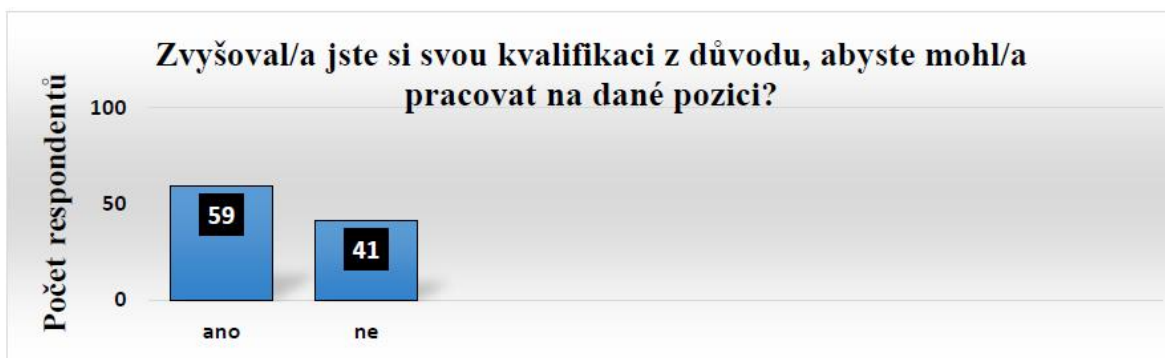 Zvyšoval/a jste si svou kvalifikaci z důvodu, abyste mohl/a
pracovat na dané pozici?
Počet respondentů
100
50
0
59
41
ano
ne